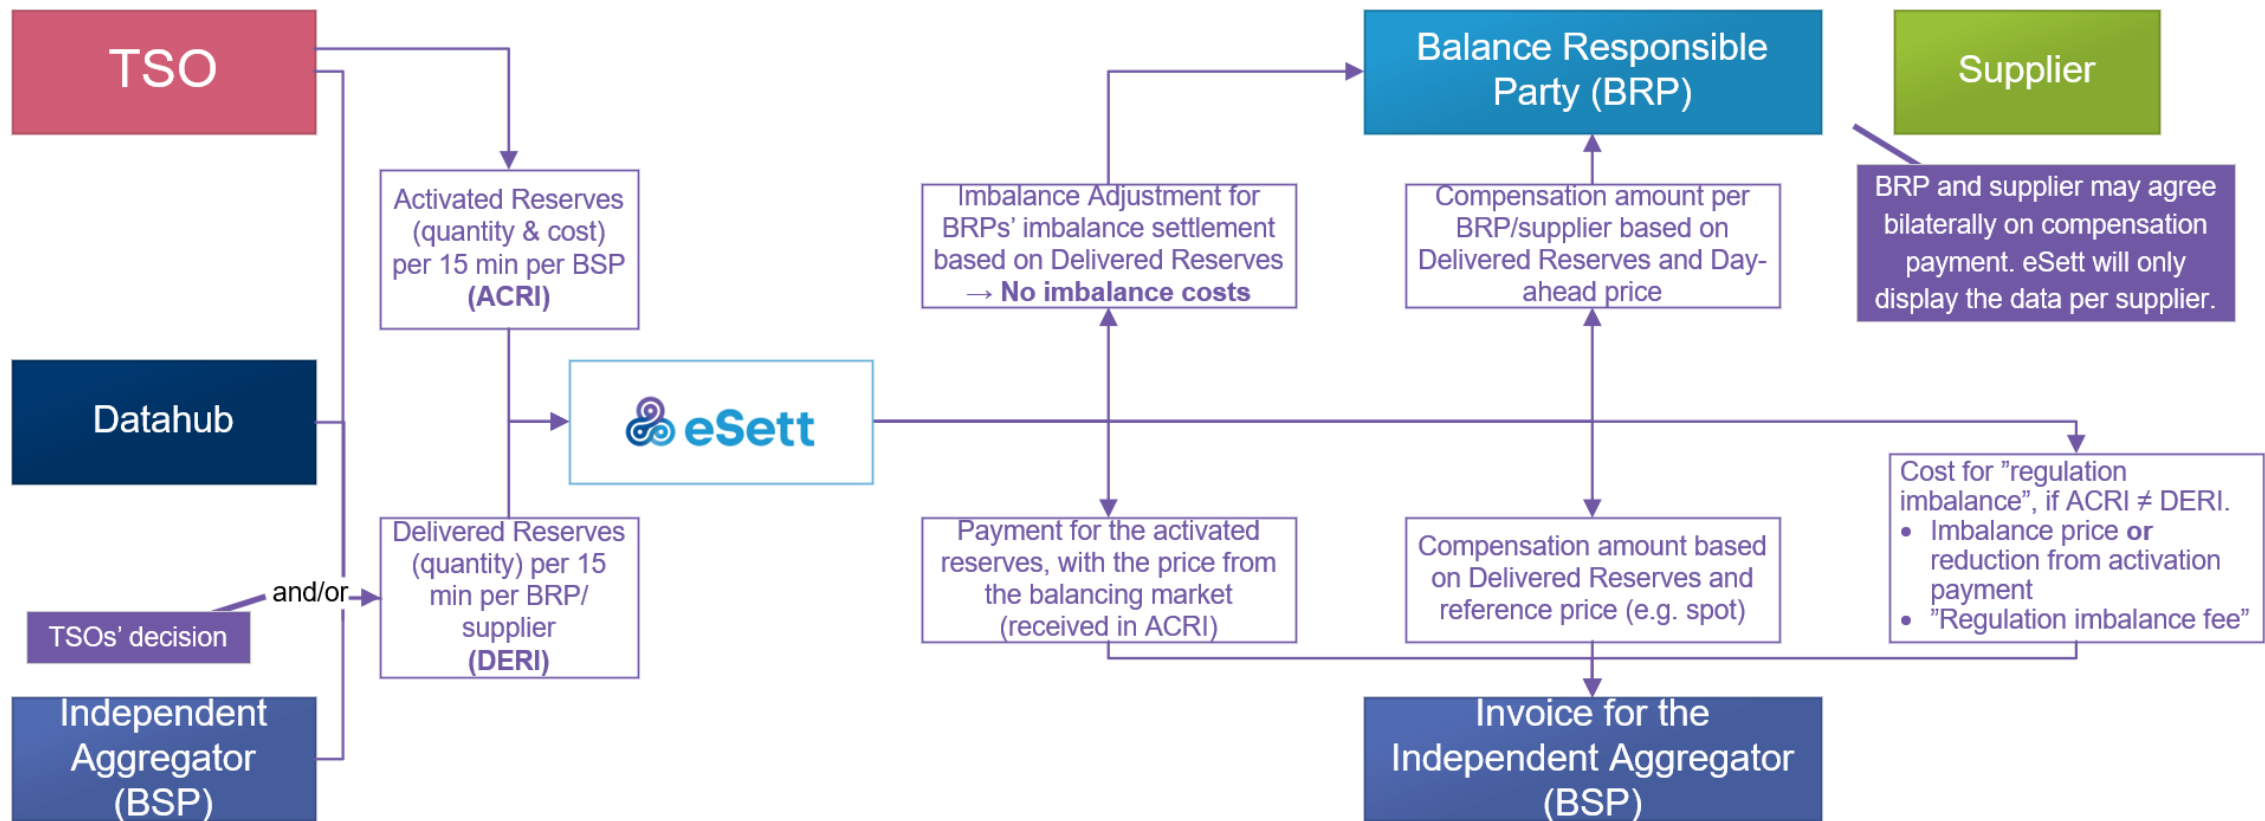 TSO
Balance Responsible
Party (BRP)
Supplier
Activated Reserves
(quantity & cost)
per 15 min per BSP
(ACRI)
Imbalance Adjustment for
BRPs’ imbalance settlement
based on Delivered Reserves
→ No imbalance costs
Compensation amount per
BRP/supplier based on
Delivered Reserves and Day-
ahead price
BRP and supplier may agree
bilaterally on compensation
payment. eSett will only
display the data per supplier.
Datahub
eSett
Cost for ”regulation
imbalance”, if ACRI ≠ DERI.
• Imbalance price or
reduction from activation
payment
• ”Regulation imbalance fee”
Delivered Reserves
(quantity) per 15
min per BRP/
supplier
(DERI)
and/or
TSOs’ decision
Payment for the activated
reserves, with the price from
the balancing market
(received in ACRI)
Compensation amount based
on Delivered Reserves and
reference price (e.g. spot)
Independent
Aggregator
(BSP)
Invoice for the
Independent Aggregator
(BSP)